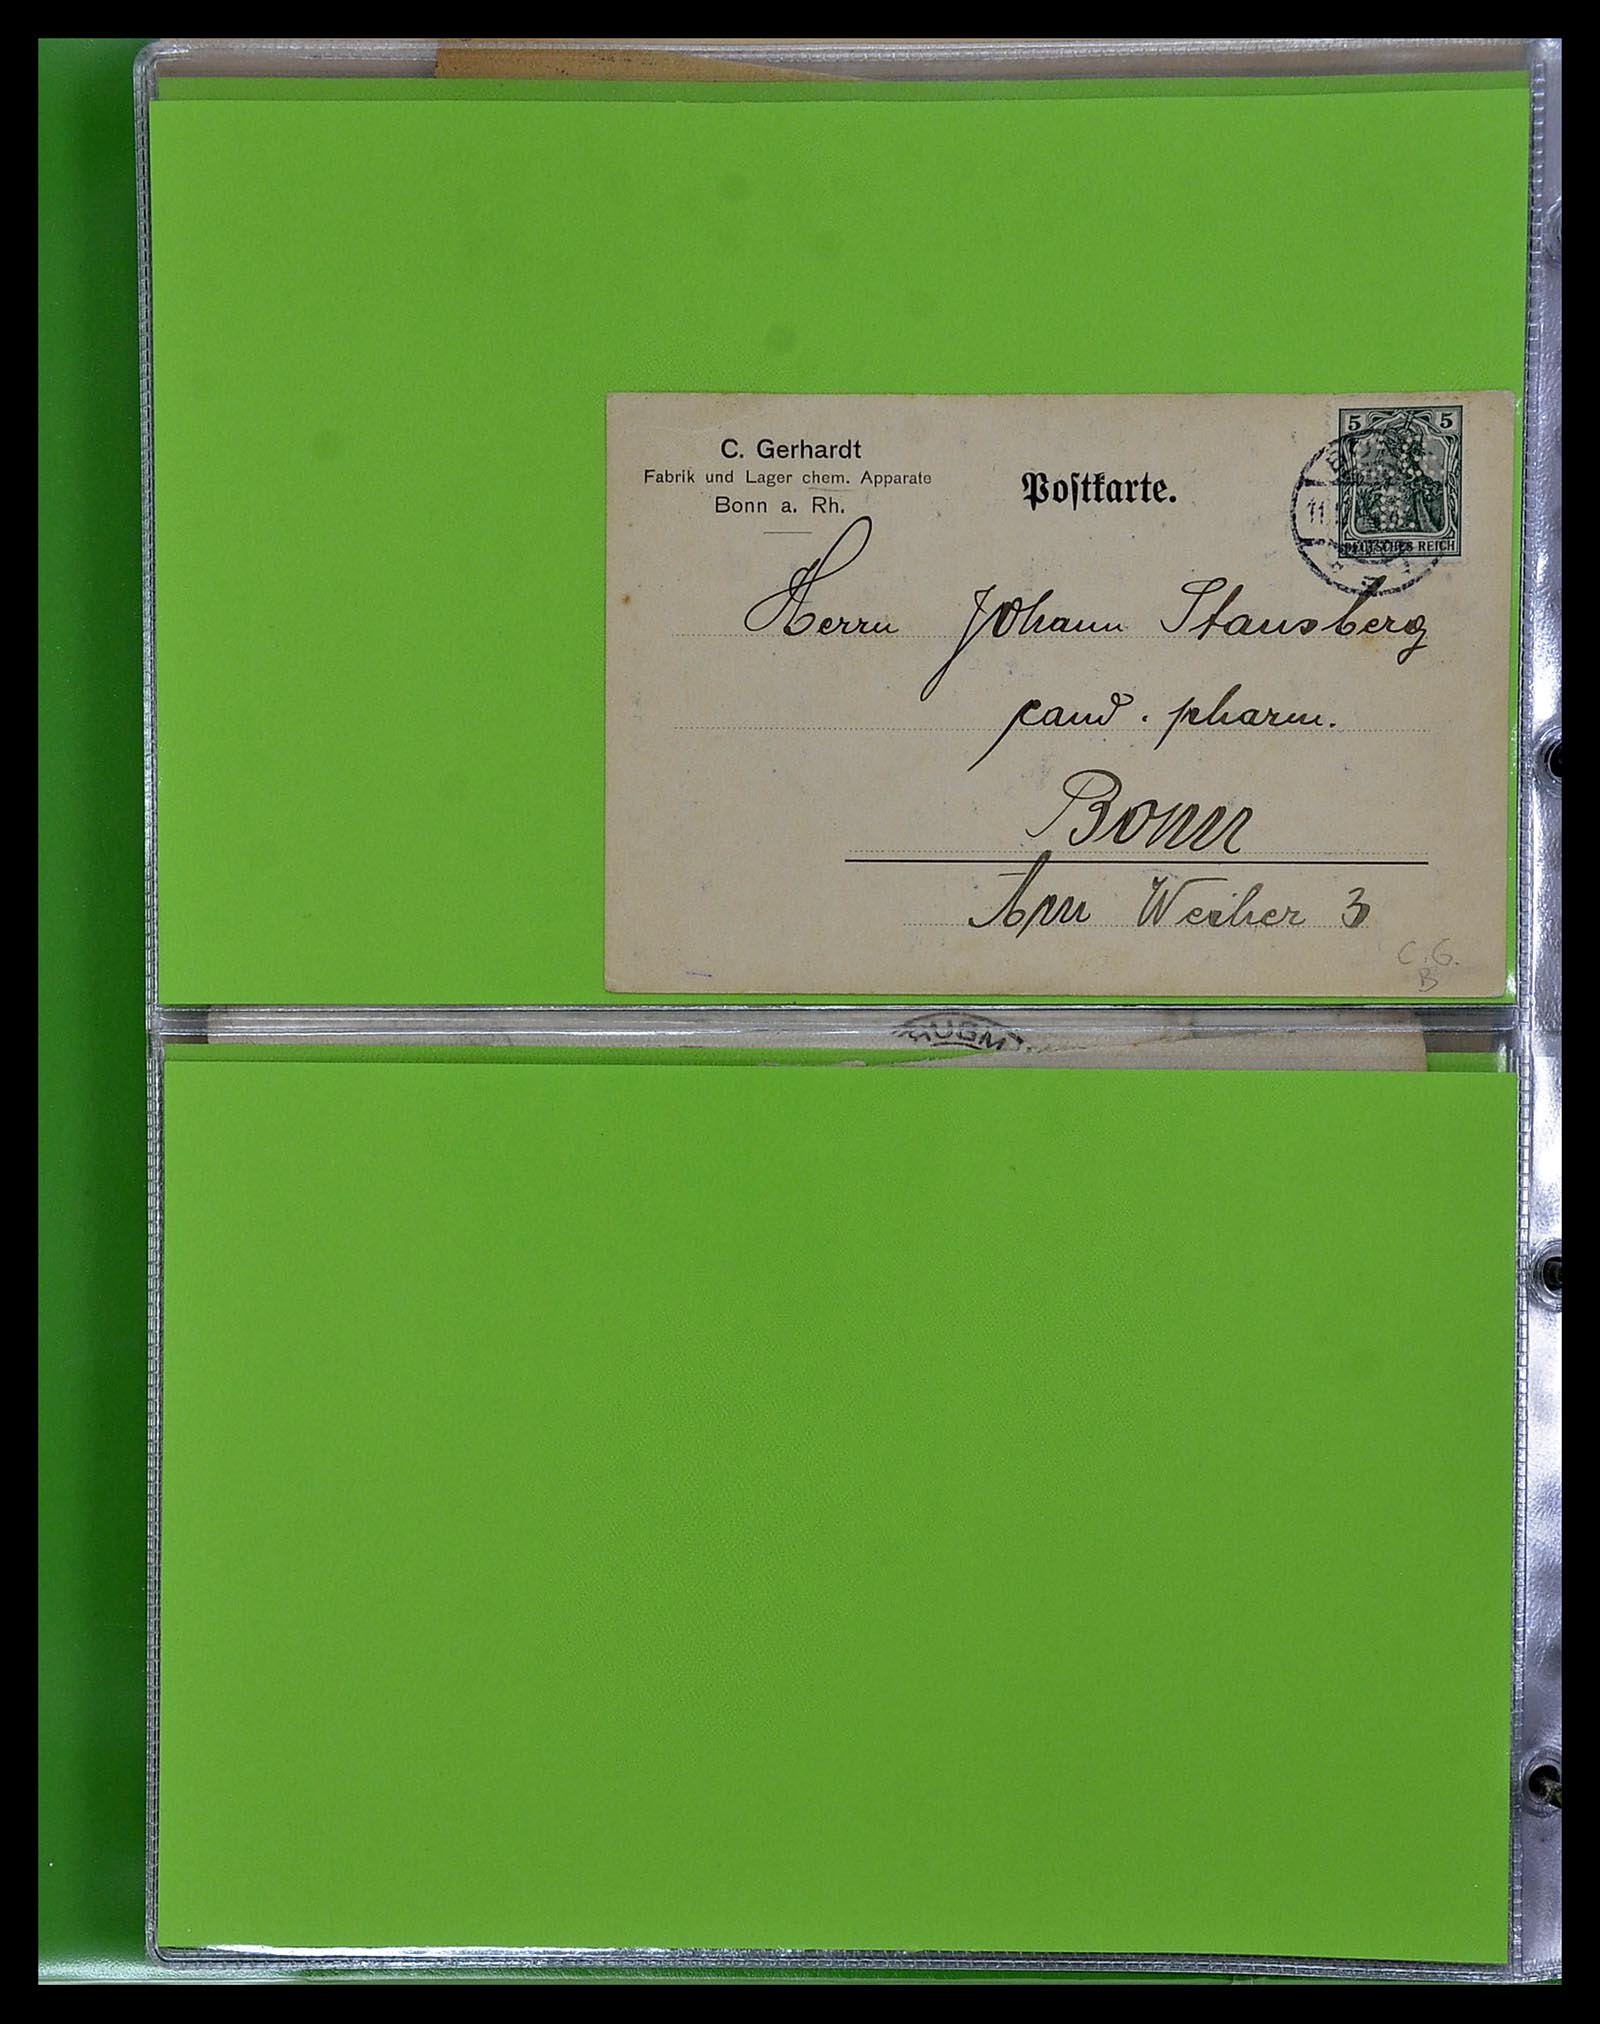 C. Gerhardt
Fabrik und Lager chem. Apparate
Bonn a. Rh.
Postkarte.
5 5
DEUTSCHES REICH
11
Herrn Johann Stausberg
cand. pharm.
Bonn
Am Weiher 3
C.G.
B